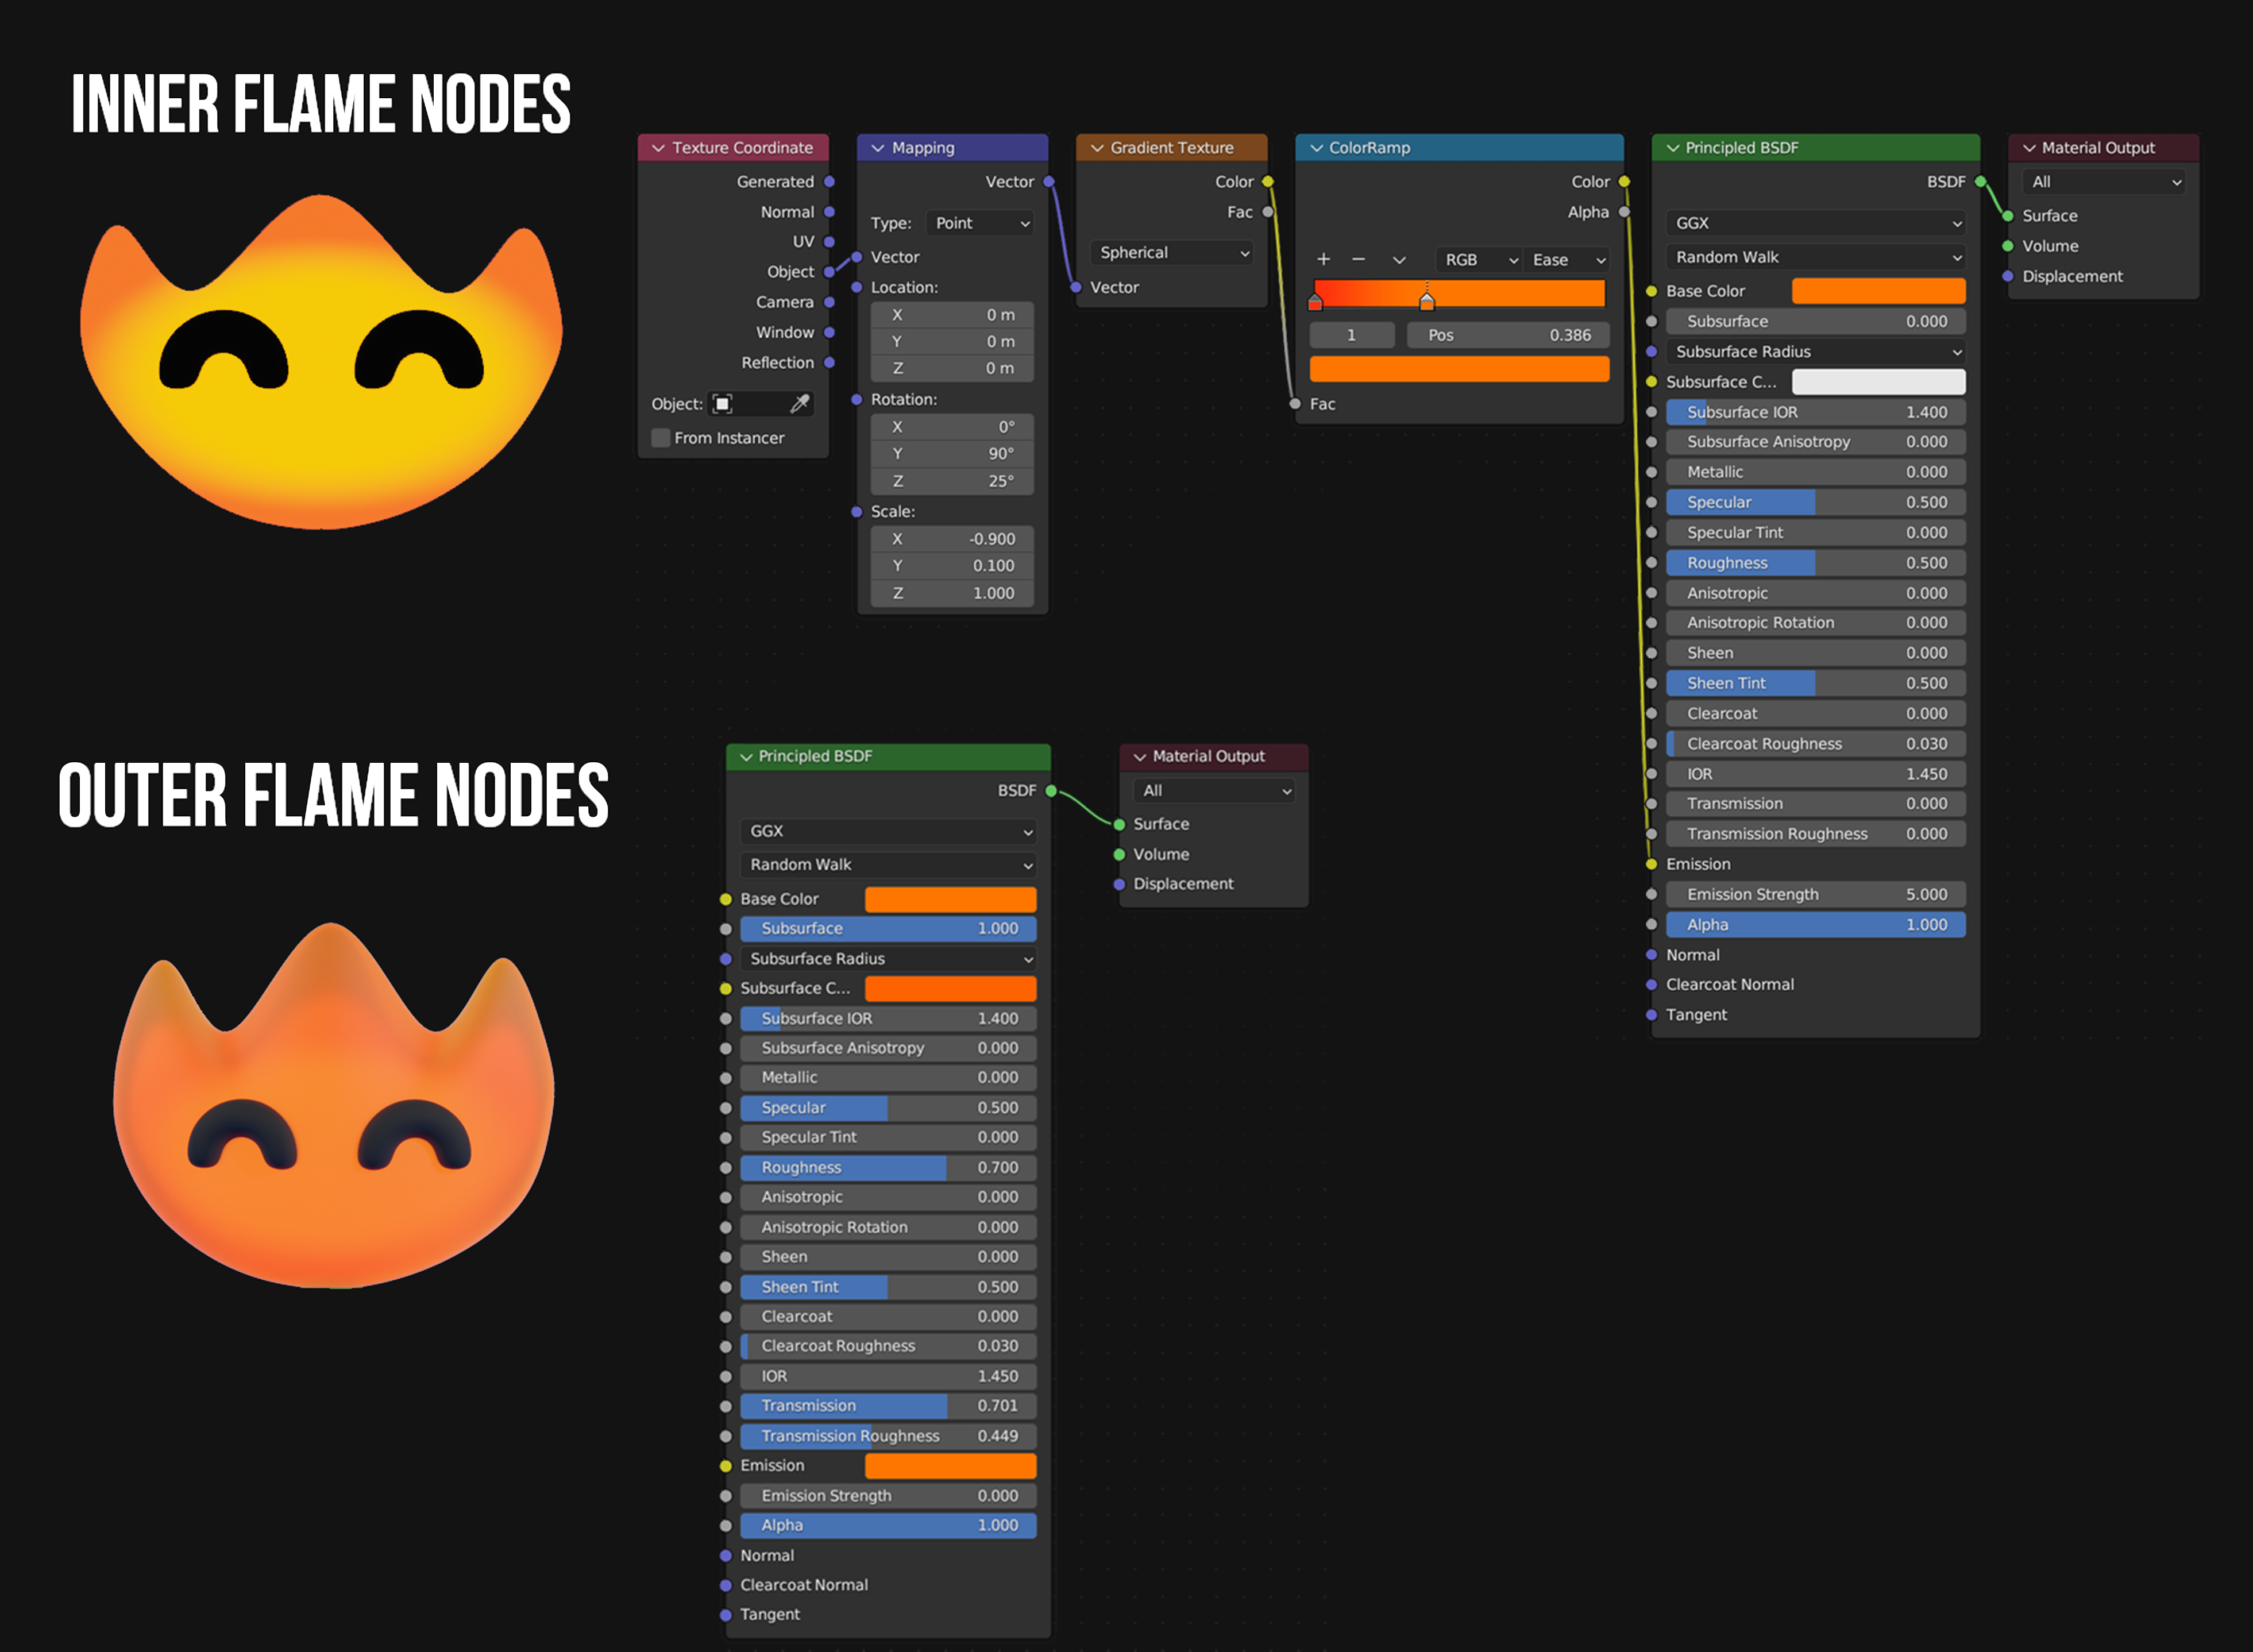 INNER FLAME NODES
Texture Coordinate
Generated
Normal
UV
Object
Camera
Window
Reflection
Object:
From Instancer
Mapping
Vector
Type: Point
Vector
Location:
X 0 m
Y 0 m
Z 0 m
Rotation:
X 0°
Y 90°
Z 25°
Scale:
X -0.900
Y 0.100
Z 1.000
Gradient Texture
Color
Fac
Spherical
Vector
ColorRamp
Color
Alpha
+ − RGB Ease
1 Pos 0.386
Fac
Principled BSDF
BSDF
GGX
Random Walk
Base Color
Subsurface 0.000
Subsurface Radius
Subsurface C...
Subsurface IOR 1.400
Subsurface Anisotropy 0.000
Metallic 0.000
Specular 0.500
Specular Tint 0.000
Roughness 0.500
Anisotropic 0.000
Anisotropic Rotation 0.000
Sheen 0.000
Sheen Tint 0.500
Clearcoat 0.000
Clearcoat Roughness 0.030
IOR 1.450
Transmission 0.000
Transmission Roughness 0.000
Emission
Emission Strength 5.000
Alpha 1.000
Normal
Clearcoat Normal
Tangent
Material Output
All
Surface
Volume
Displacement
OUTER FLAME NODES
Principled BSDF
BSDF
GGX
Random Walk
Base Color
Subsurface 1.000
Subsurface Radius
Subsurface C...
Subsurface IOR 1.400
Subsurface Anisotropy 0.000
Metallic 0.000
Specular 0.500
Specular Tint 0.000
Roughness 0.700
Anisotropic 0.000
Anisotropic Rotation 0.000
Sheen 0.000
Sheen Tint 0.500
Clearcoat 0.000
Clearcoat Roughness 0.030
IOR 1.450
Transmission 0.701
Transmission Roughness 0.449
Emission
Emission Strength 0.000
Alpha 1.000
Normal
Clearcoat Normal
Tangent
Material Output
All
Surface
Volume
Displacement